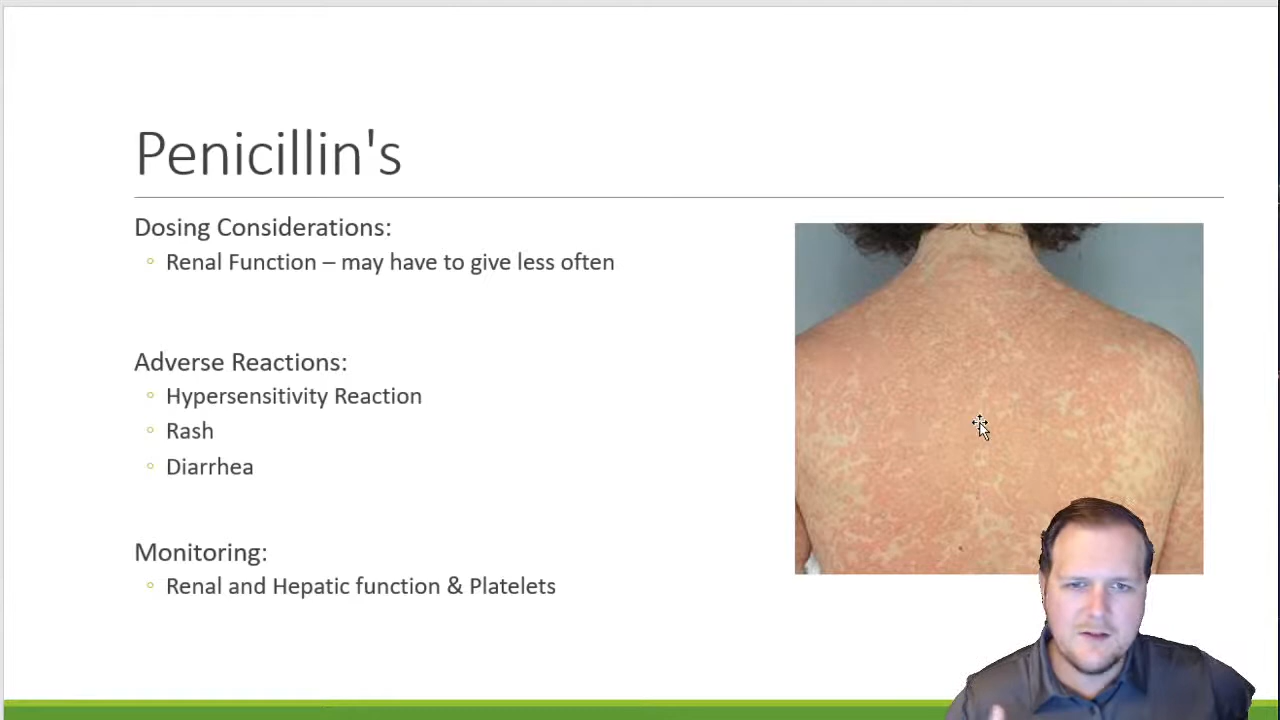 Penicillin's
Dosing Considerations:
Renal Function – may have to give less often
Adverse Reactions:
Hypersensitivity Reaction
Rash
Diarrhea
Monitoring:
Renal and Hepatic function & Platelets